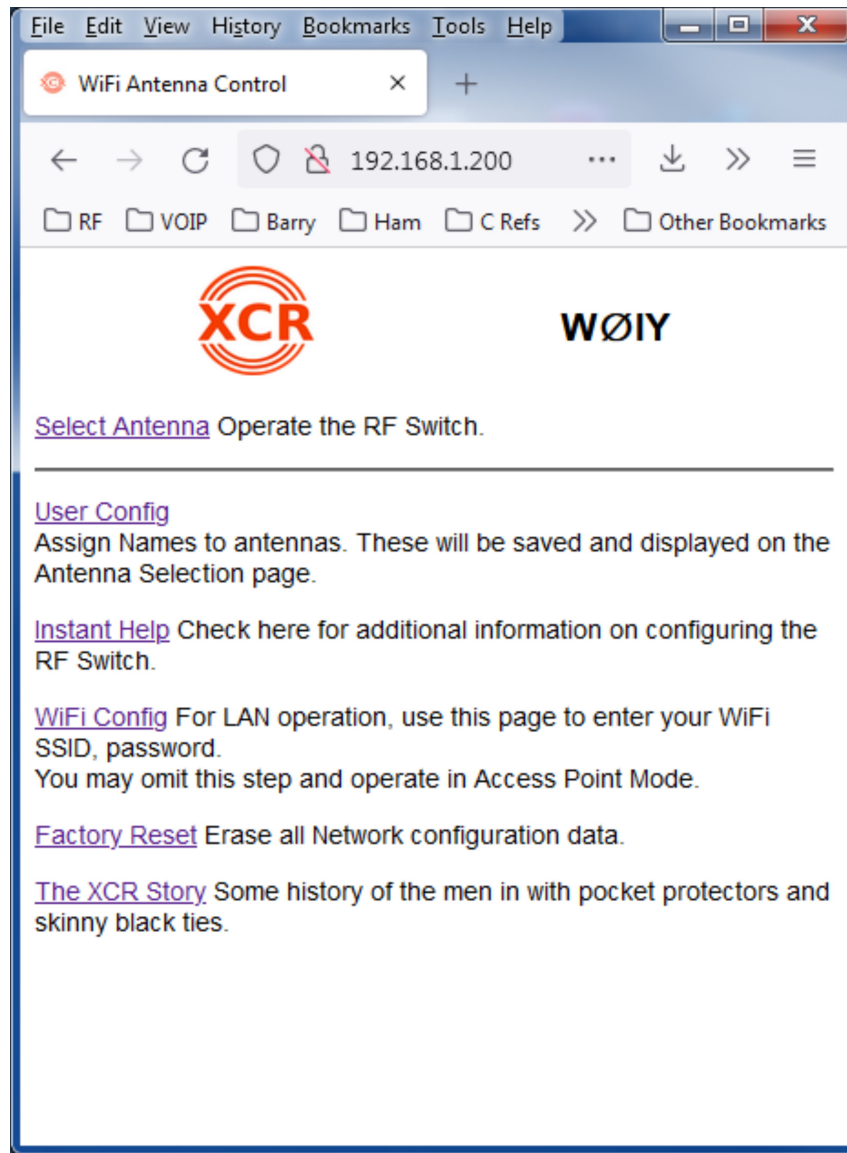 File Edit View History Bookmarks Tools Help
WiFi Antenna Control
192.168.1.200
RF VOIP Barry Ham C Refs Other Bookmarks
XCR WØIY
Select Antenna Operate the RF Switch.
User Config
Assign Names to antennas. These will be saved and displayed on the
Antenna Selection page.
Instant Help Check here for additional information on configuring the
RF Switch.
WiFi Config For LAN operation, use this page to enter your WiFi
SSID, password.
You may omit this step and operate in Access Point Mode.
Factory Reset Erase all Network configuration data.
The XCR Story Some history of the men in with pocket protectors and
skinny black ties.